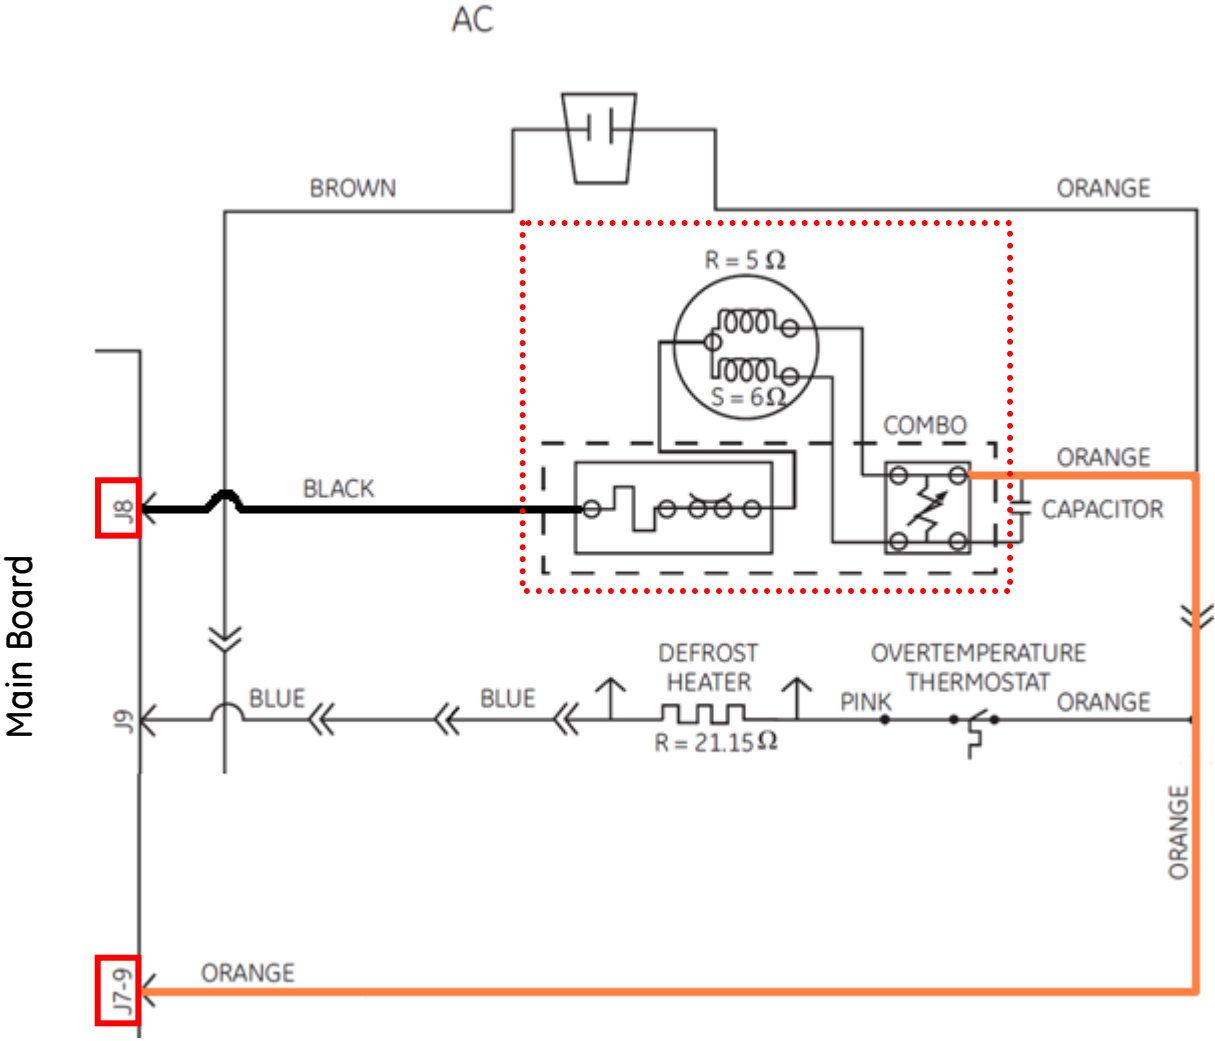 AC
BROWN
ORANGE
R = 5 Ω
S = 6Ω
COMBO
ORANGE
BLACK
J8
CAPACITOR
Main Board
DEFROST
HEATER
OVERTEMPERATURE
THERMOSTAT
BLUE
BLUE
PINK
ORANGE
J9
R = 21.15 Ω
ORANGE
ORANGE
J7-9